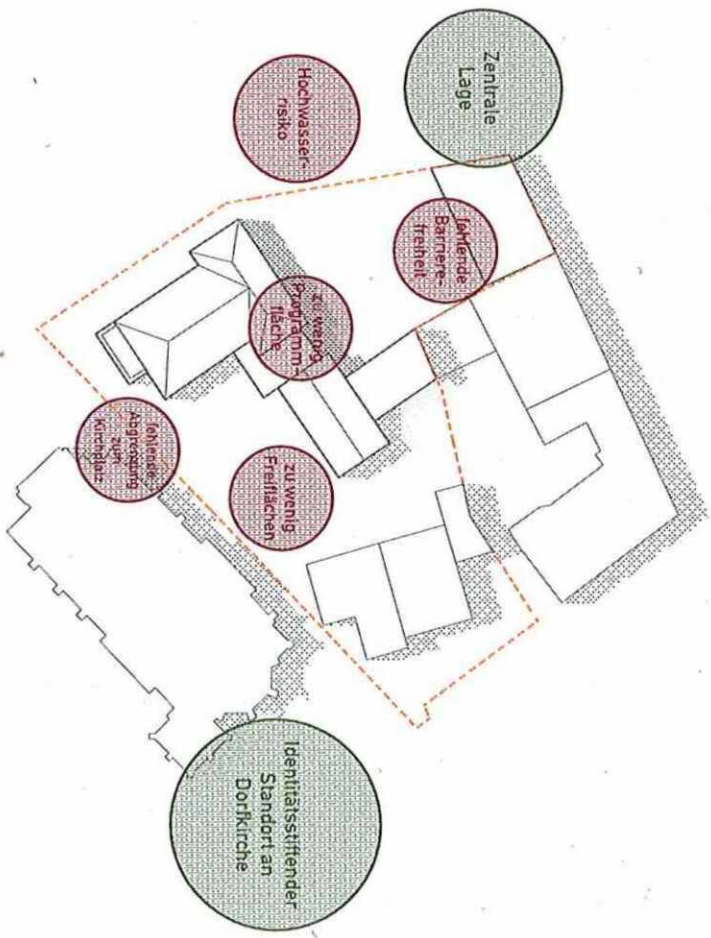 Zentrale
Lage
fehlende
Barriere-
freiheit
Hochwasser-
risiko
zu wenig
Programm-
fläche
zu wenig
Freiflächen
Identitätsstiftender
Standort an
Dorfkirche
fehlende
Abgrenzung
zum
Kirchplatz